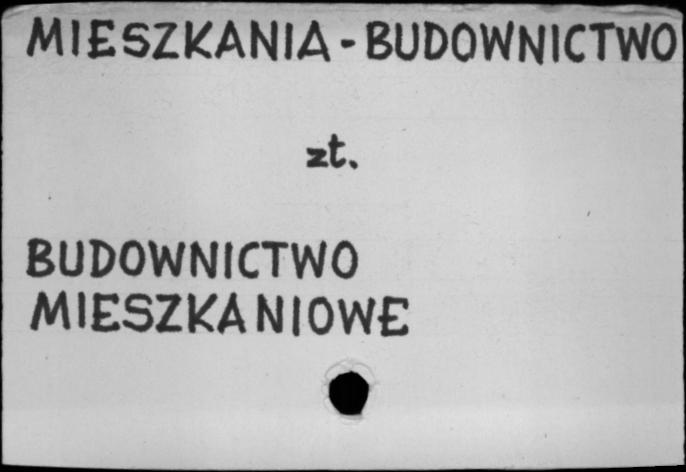 MIESZKANIA - BUDOWNICTWO
zt.
BUDOWNICTWO
MIESZKANIOWE